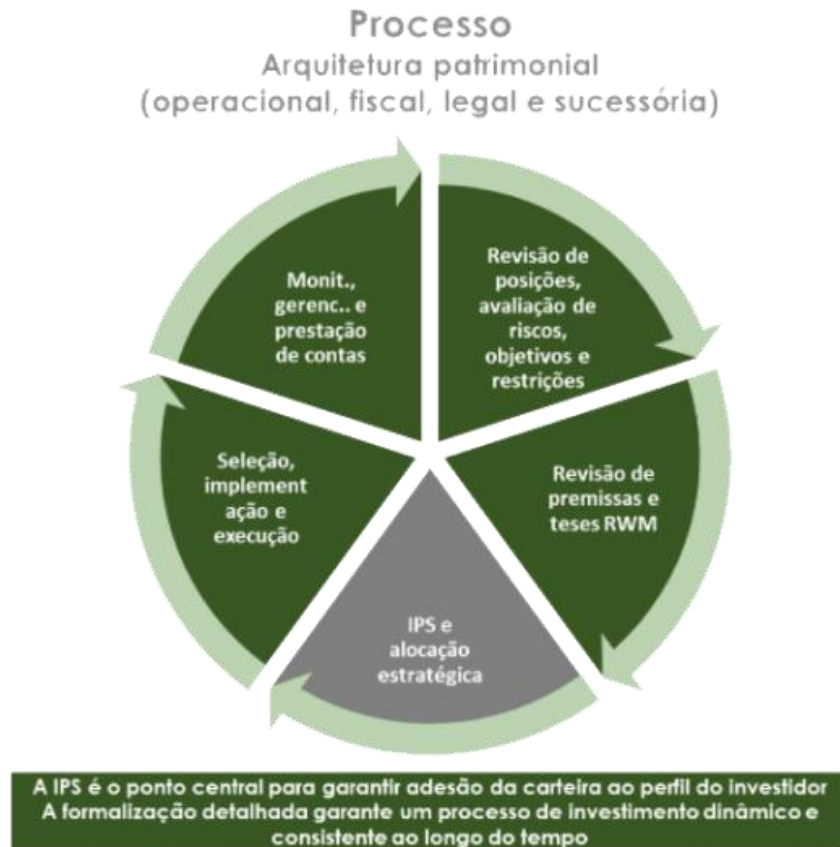 Processo
Arquitetura patrimonial
(operacional, fiscal, legal e sucessória)
Monit.,
gerenc.. e
prestação
de contas
Revisão de
posições,
avaliação de
riscos,
objetivos e
restrições
Seleção,
implement
ação e
execução
Revisão de
premissas e
teses RWM
IPS e
alocação
estratégica
A IPS é o ponto central para garantir adesão da carteira ao perfil do investidor
A formalização detalhada garante um processo de investimento dinâmico e
consistente ao longo do tempo